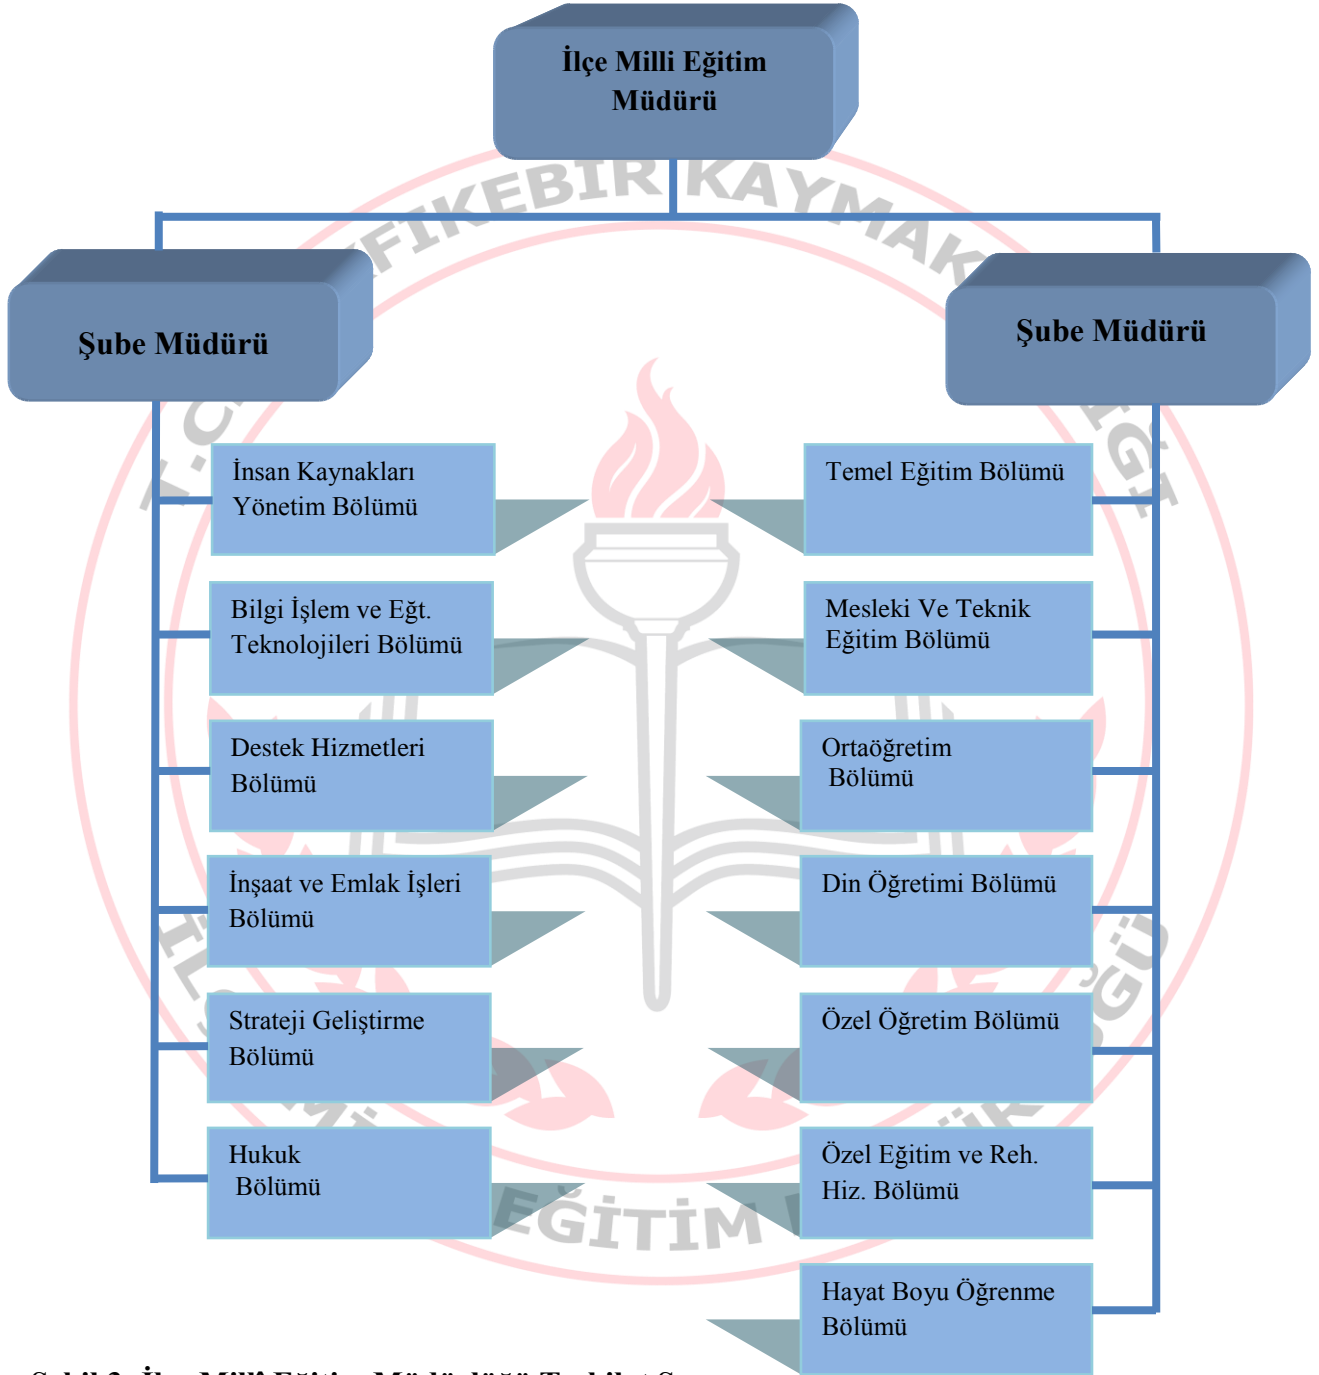 İlçe Milli Eğitim
Müdürü
Şube Müdürü
İnsan Kaynakları
Yönetim Bölümü
Bilgi İşlem ve Eğt.
Teknolojileri Bölümü
Destek Hizmetleri
Bölümü
İnşaat ve Emlak İşleri
Bölümü
Strateji Geliştirme
Bölümü
Hukuk
Bölümü
Şube Müdürü
Temel Eğitim Bölümü
Mesleki Ve Teknik
Eğitim Bölümü
Ortaöğretim
Bölümü
Din Öğretimi Bölümü
Özel Öğretim Bölümü
Özel Eğitim ve Reh.
Hiz. Bölümü
Hayat Boyu Öğrenme
Bölümü
T.C.
EĞİTİM